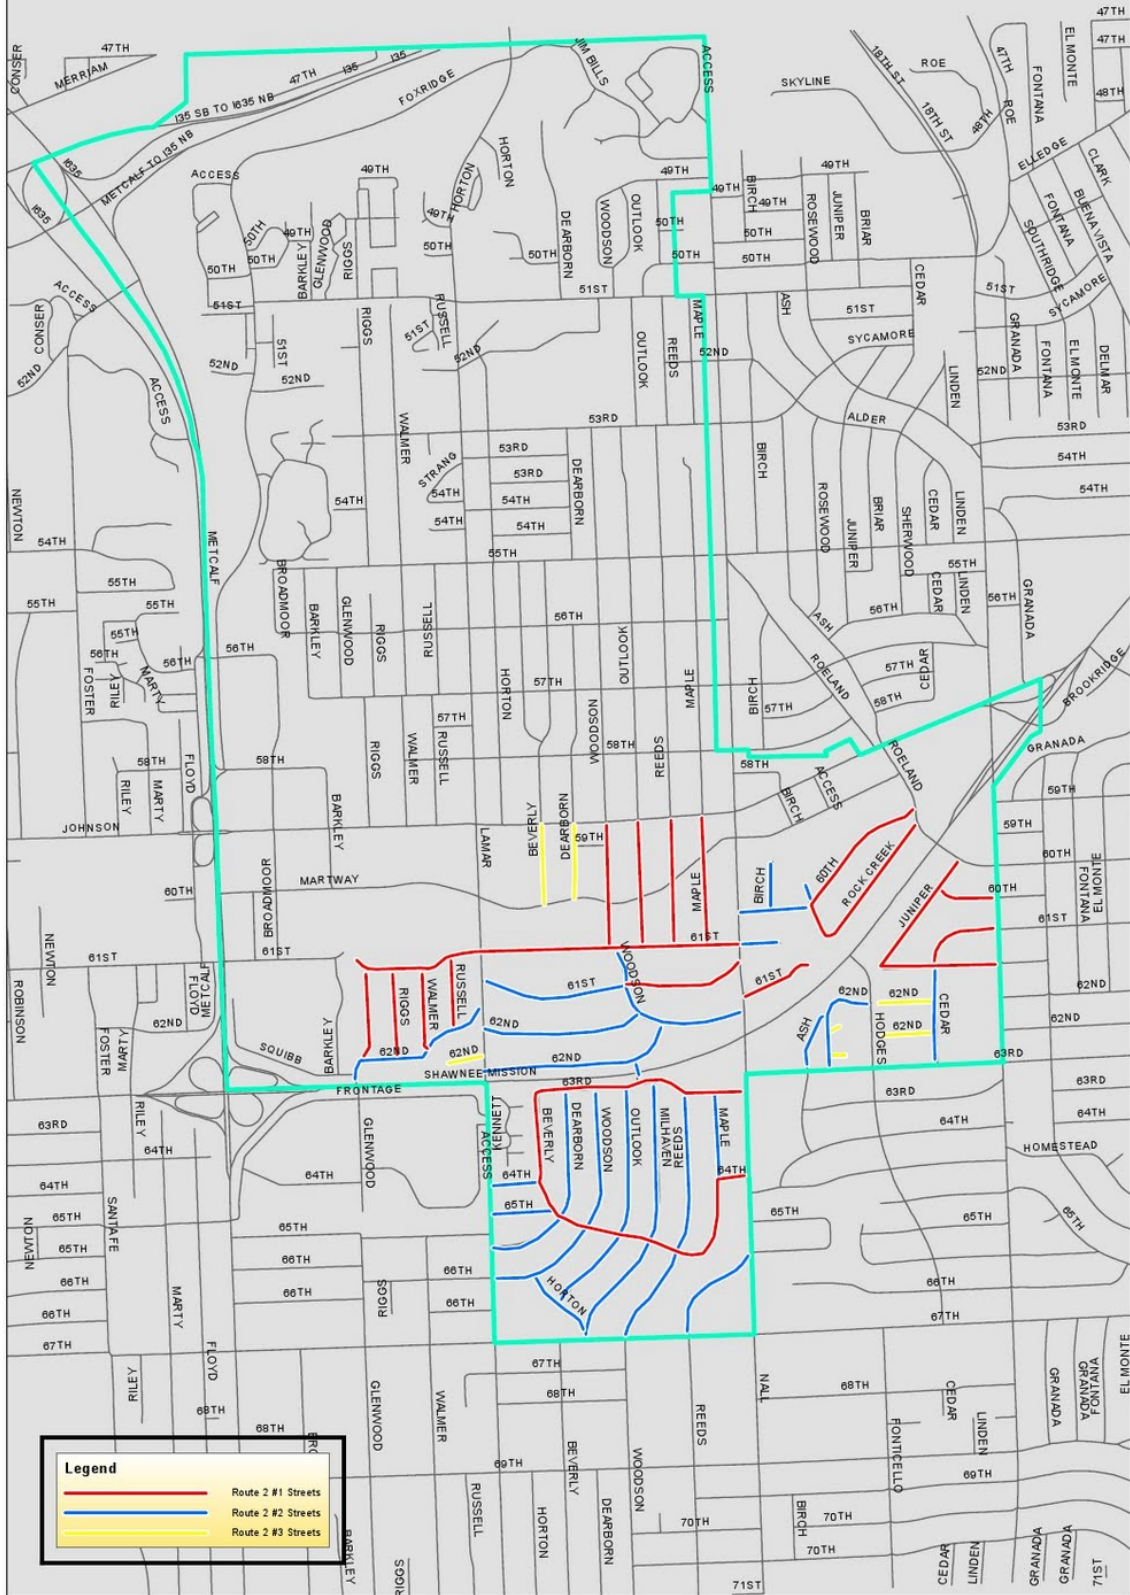 47TH
CONSER
MERRIAM
47TH
I35
I35
FOXRIDGE
JIM BILLS
ACCESS
SKYLINE
18TH ST
ROE
47TH
EL MONTE
47TH
FONTANA
48TH
I35 SB TO I635 NB
18TH ST
48TH
ROE
METCALF TO I35 NB
I635
HORTON
ELLEDGE
CLARK
ACCESS
49TH
HORTON
49TH
49TH
BIRCH
49TH
49TH
I635
50TH
49TH
BARKLEY
GLENWOOD
RIGGS
49TH
DEARBORN
WOODSON
OUTLOOK
50TH
ROSEWOOD
JUNIPER
BRIAR
FONTANA
BUENA VISTA
SOUTHRIDGE
50TH
50TH
50TH
50TH
50TH
50TH
50TH
ACCESS
51ST
51ST
CEDAR
51ST
SYCAMORE
CONSER
RIGGS
RUSSELL
51ST
MAPLE
ASH
51ST
GRANADA
SYCAMORE
51ST
52ND
52ND
OUTLOOK
REEDS
52ND
FONTANA
EL MONTE
DELMAR
52ND
52ND
52ND
LINDEN
52ND
ACCESS
WALMER
53RD
ALDER
53RD
53RD
BIRCH
54TH
STRANG
53RD
DEARBORN
NEWTON
54TH
54TH
54TH
ROSEWOOD
JUNIPER
BRIAR
SHERWOOD
CEDAR
LINDEN
54TH
54TH
54TH
54TH
METCALF
55TH
55TH
BROADMOOR
55TH
CEDAR
LINDEN
56TH
GRANADA
55TH
55TH
BARKLEY
GLENWOOD
RIGGS
RUSSELL
56TH
56TH
ASH
55TH
OUTLOOK
56TH
56TH
56TH
ROELAND
57TH
CEDAR
BROOKRIDGE
FOSTER
RILEY
MARTY
HORTON
57TH
MAPLE
BIRCH
58TH
57TH
57TH
RUSSELL
WOODSON
58TH
REEDS
58TH
FLOYD
58TH
RIGGS
WALMER
58TH
ACCESS
ROELAND
GRANADA
RILEY
MARTY
BIRCH
59TH
BARKLEY
JOHNSON
LAMAR
BEVERLY
DEARBORN
59TH
59TH
60TH
ROCK CREEK
60TH
MARTWAY
60TH
BROADMOOR
MAPLE
BIRCH
JUNIPER
60TH
FONTANA
EL MONTE
61ST
61ST
NEWTON
61ST
61ST
WOODSON
61ST
61ST
RUSSELL
ROBINSON
FLOYD
METCALF
RIGGS
WALMER
62ND
62ND
CEDAR
62ND
62ND
62ND
FOSTER
MARTY
BARKLEY
ASH
HODGES
62ND
62ND
62ND
62ND
SQUIBB
63RD
SHAWNEE MISSION
63RD
FRONTAGE
63RD
63RD
RILEY
KENNETT
ACCESS
BEVERLY
DEARBORN
WOODSON
OUTLOOK
MILHAVEN
REEDS
MAPLE
64TH
64TH
63RD
GLENWOOD
64TH
HOMESTEAD
64TH
64TH
64TH
64TH
SANTA FE
65TH
65TH
65TH
65TH
65TH
65TH
NEWTON
65TH
66TH
66TH
66TH
66TH
HORTON
66TH
RIGGS
66TH
66TH
MARTY
67TH
67TH
FLOYD
67TH
RILEY
GLENWOOD
WALMER
68TH
NALL
68TH
CEDAR
GRANADA
GRANADA
FONTANA
EL MONTE
68TH
REEDS
LINDEN
68TH
FONTICELLO
BEVERLY
WOODSON
69TH
69TH
RUSSELL
HORTON
DEARBORN
70TH
BIRCH
70TH
70TH
CEDAR
LINDEN
GRANADA
GRANADA
71ST
BARKLEY
RIGGS
71ST
Legend
Route 2 #1 Streets
Route 2 #2 Streets
Route 2 #3 Streets